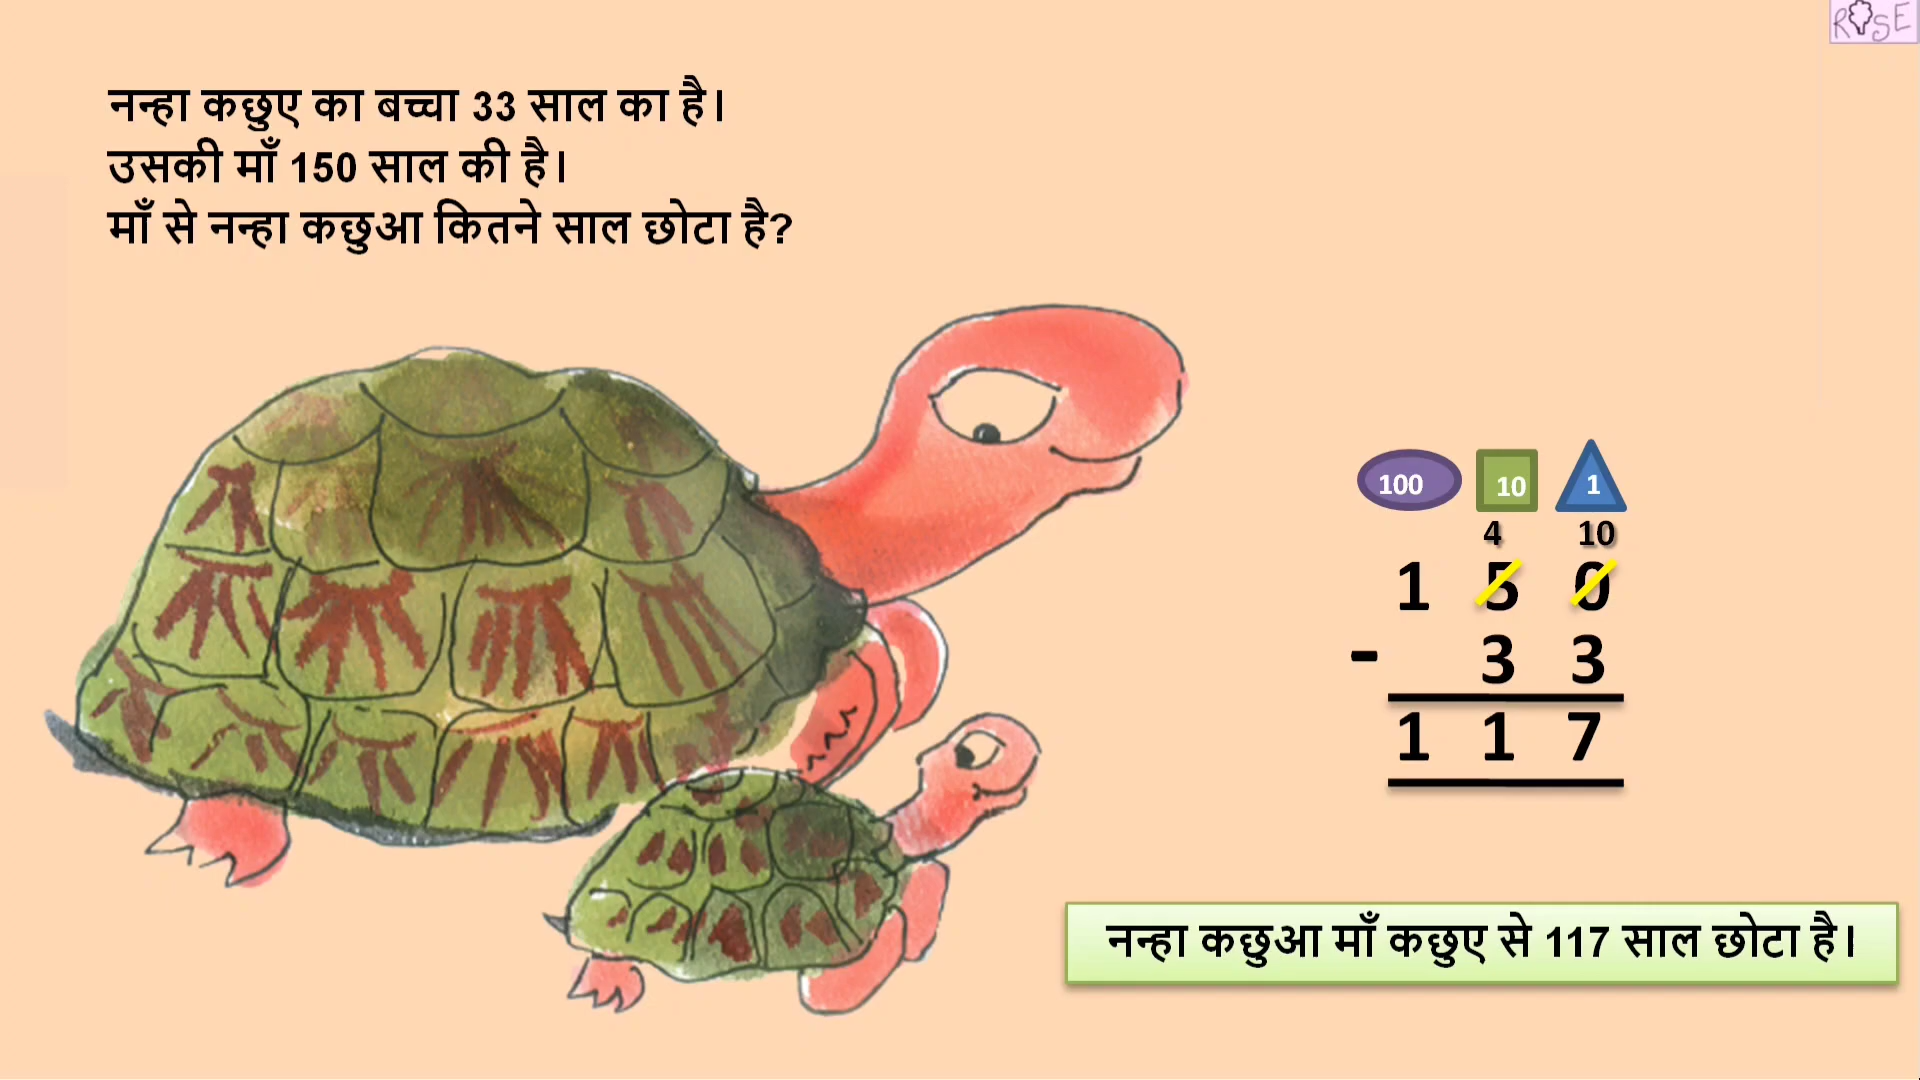 ROSE
नन्हा कछुए का बच्चा 33 साल का है।
उसकी माँ 150 साल की है।
माँ से नन्हा कछुआ कितने साल छोटा है?
100 10 1
4 10
1 5 0
- 3 3
1 1 7
नन्हा कछुआ माँ कछुए से 117 साल छोटा है।